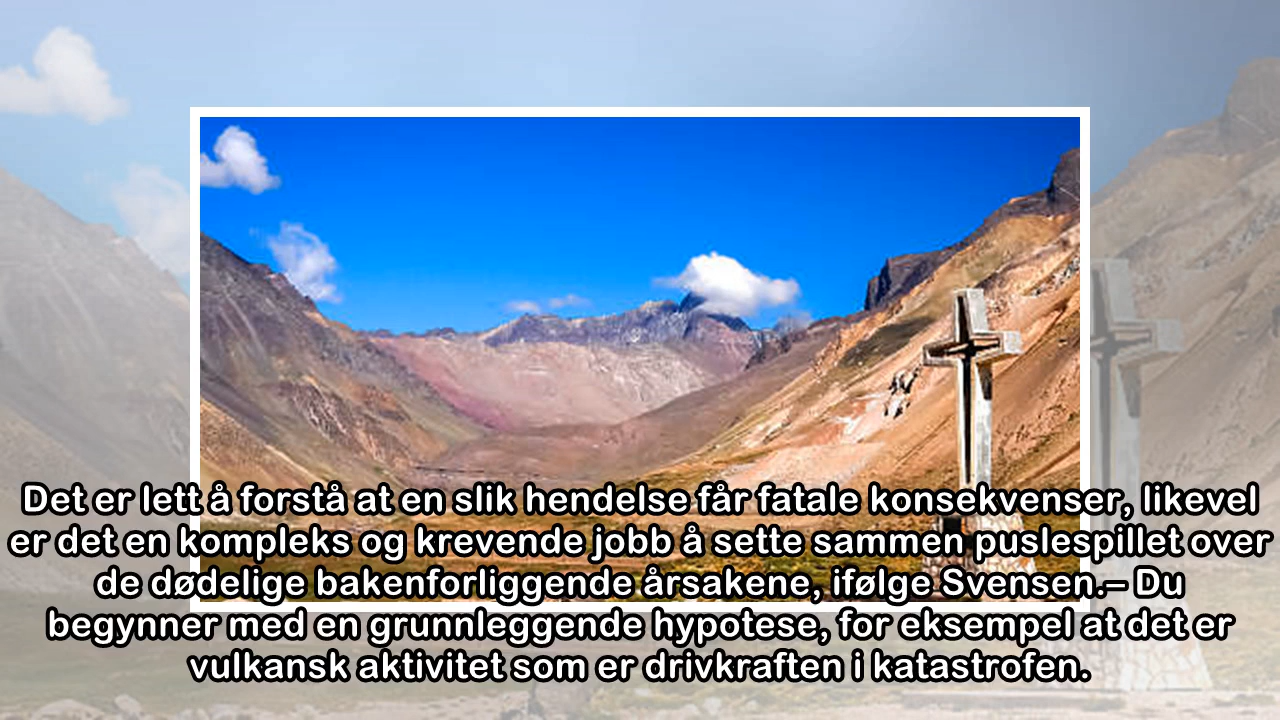 Det er lett å forstå at en slik hendelse får fatale konsekvenser, likevel
er det en kompleks og krevende jobb å sette sammen puslespillet over
de dødelige bakenforliggende årsakene, ifølge Svensen.– Du
begynner med en grunnleggende hypotese, for eksempel at det er
vulkansk aktivitet som er drivkraften i katastrofen.